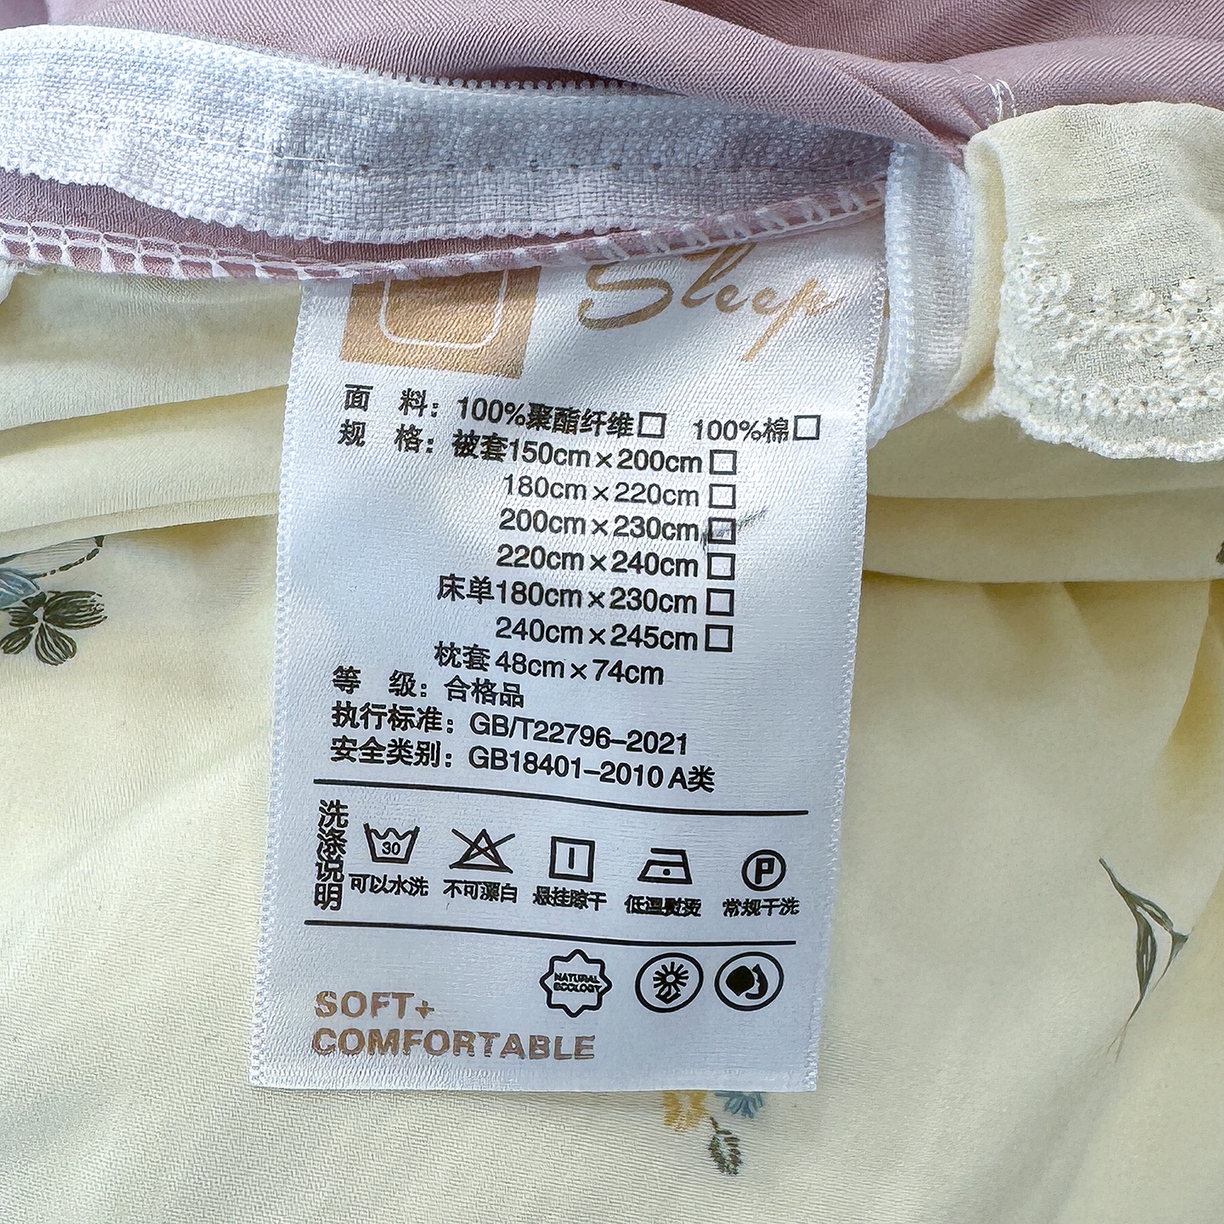 Sleep
面 料：100%聚酯纤维□ 100%棉□
规 格：被套150cm×200cm□
180cm×220cm□
200cm×230cm☑
220cm×240cm□
床单180cm×230cm□
240cm×245cm□
枕套48cm×74cm
等 级：合格品
执行标准：GB/T22796-2021
安全类别：GB18401-2010 A类
洗涤说明
30
P
可以水洗 不可漂白 悬挂晾干 低温熨烫 常规干洗
NATURAL
ECOLOGY
SOFT+
COMFORTABLE